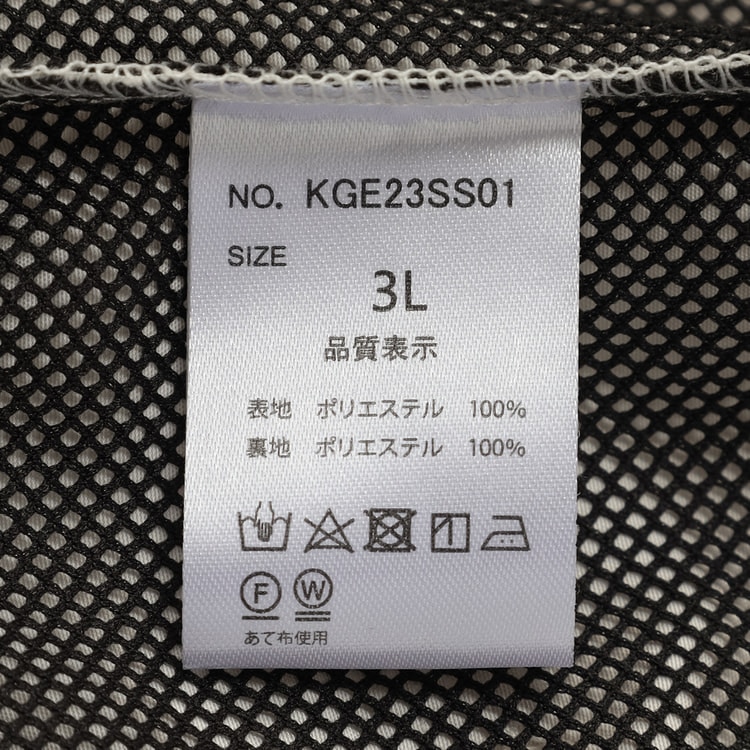 NO. KGE23SS01
SIZE
3L
品質表示
表地 ポリエステル 100%
裏地 ポリエステル 100%
F W
あて布使用